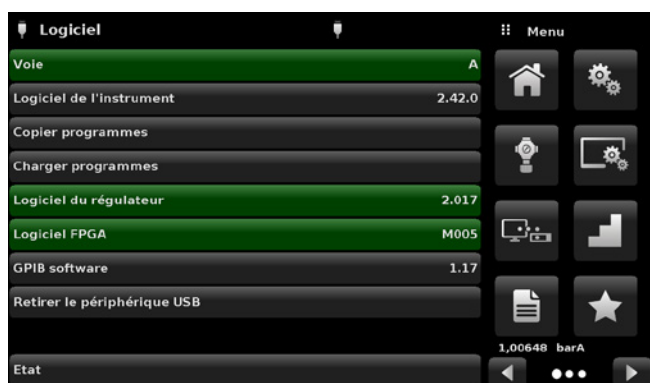 Logiciel
Menu
Voie A
Logiciel de l'instrument 2.42.0
Copier programmes
Charger programmes
Logiciel du régulateur 2.017
Logiciel FPGA M005
GPIB software 1.17
Retirer le périphérique USB
1,00648 barA
Etat